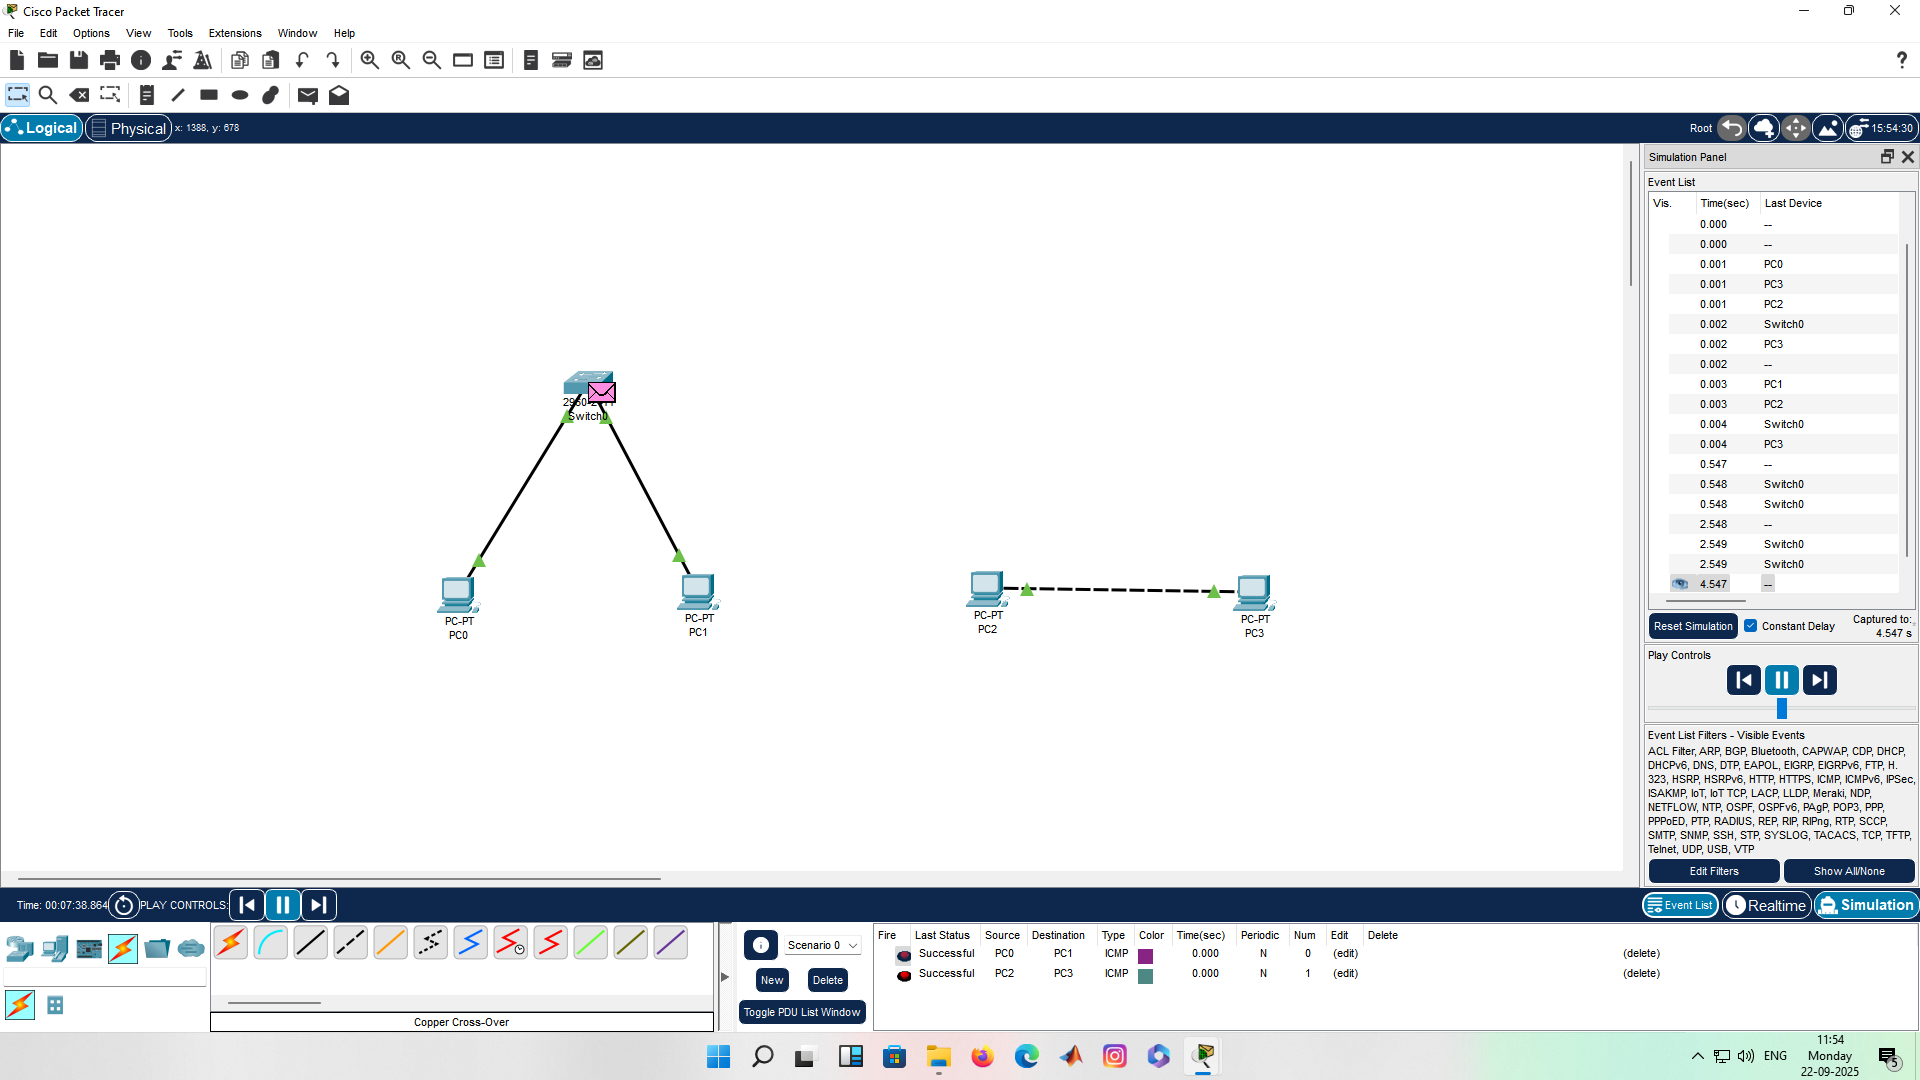 Cisco Packet Tracer
File Edit Options View Tools Extensions Window Help
Logical Physical x: 1388, y: 678 Root 15:54:30
Simulation Panel
Event List
Vis. Time(sec) Last Device
0.000 --
0.000 --
0.001 PC0
0.001 PC3
0.001 PC2
0.002 Switch0
0.002 PC3
0.002 --
0.003 PC1
0.003 PC2
0.004 Switch0
0.004 PC3
0.547 --
0.548 Switch0
0.548 Switch0
2.548 --
2.549 Switch0
2.549 Switch0
4.547 --
Reset Simulation Constant Delay Captured to:
4.547 s
Play Controls
Event List Filters - Visible Events
ACL Filter, ARP, BGP, Bluetooth, CAPWAP, CDP, DHCP,
DHCPv6, DNS, DTP, EAPOL, EIGRP, EIGRPv6, FTP, H.
323, HSRP, HSRPv6, HTTP, HTTPS, ICMP, ICMPv6, IPSec,
ISAKMP, IoT, IoT TCP, LACP, LLDP, Meraki, NDP,
NETFLOW, NTP, OSPF, OSPFv6, PAgP, POP3, PPP,
PPPoED, PTP, RADIUS, REP, RIP, RIPng, RTP, SCCP,
SMTP, SNMP, SSH, STP, SYSLOG, TACACS, TCP, TFTP,
Telnet, UDP, USB, VTP
Edit Filters Show All/None
Switch0
PC-PT
PC0
PC-PT
PC1
PC-PT
PC2
PC-PT
PC3
Time: 00:07:38.864 PLAY CONTROLS: Event List Realtime Simulation
Copper Cross-Over
Scenario 0
New Delete
Toggle PDU List Window
Fire Last Status Source Destination Type Color Time(sec) Periodic Num Edit Delete
Successful PC0 PC1 ICMP 0.000 N 0 (edit) (delete)
Successful PC2 PC3 ICMP 0.000 N 1 (edit) (delete)
ENG
11:54
Monday
22-09-2025
5